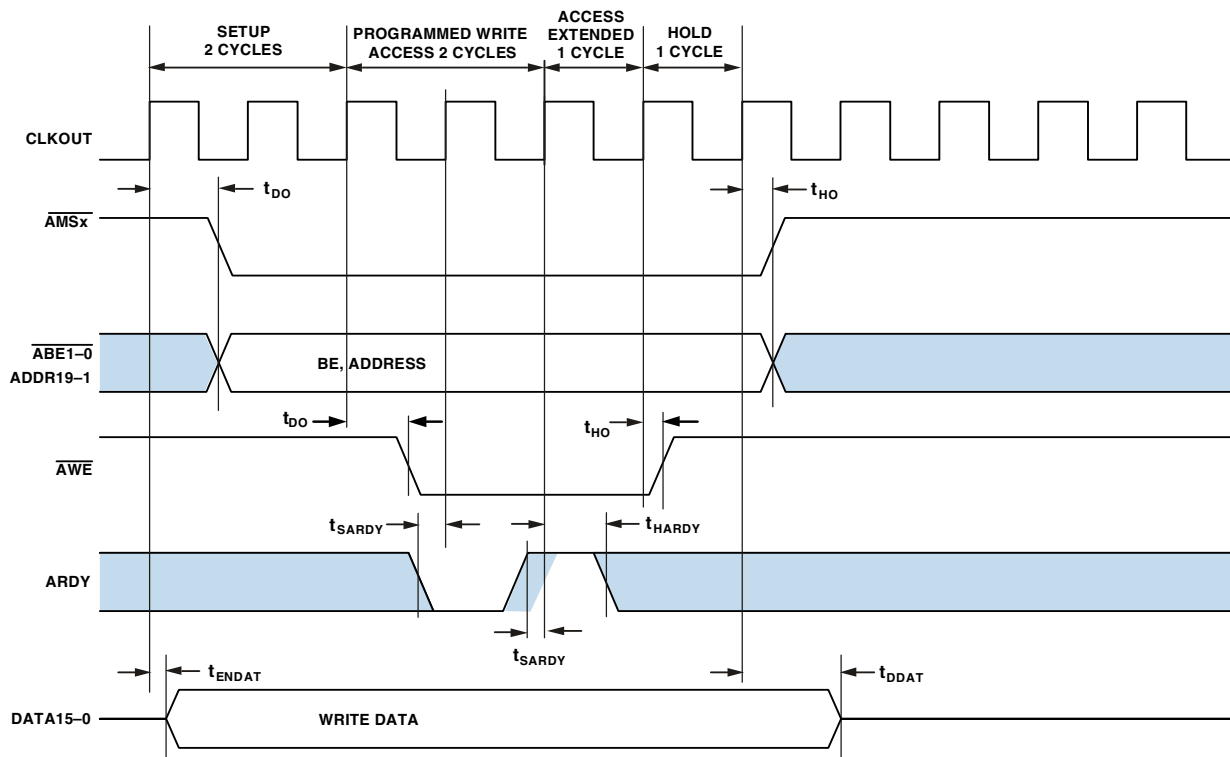 SETUP
2 CYCLES
PROGRAMMED WRITE
ACCESS 2 CYCLES
ACCESS
EXTENDED
1 CYCLE
HOLD
1 CYCLE
CLKOUT
tDO
tHO
AMSx
ABE1–0
ADDR19–1
BE, ADDRESS
tDO
tHO
AWE
tSARDY
tHARDY
ARDY
tSARDY
tENDAT
tDDAT
DATA15–0
WRITE DATA